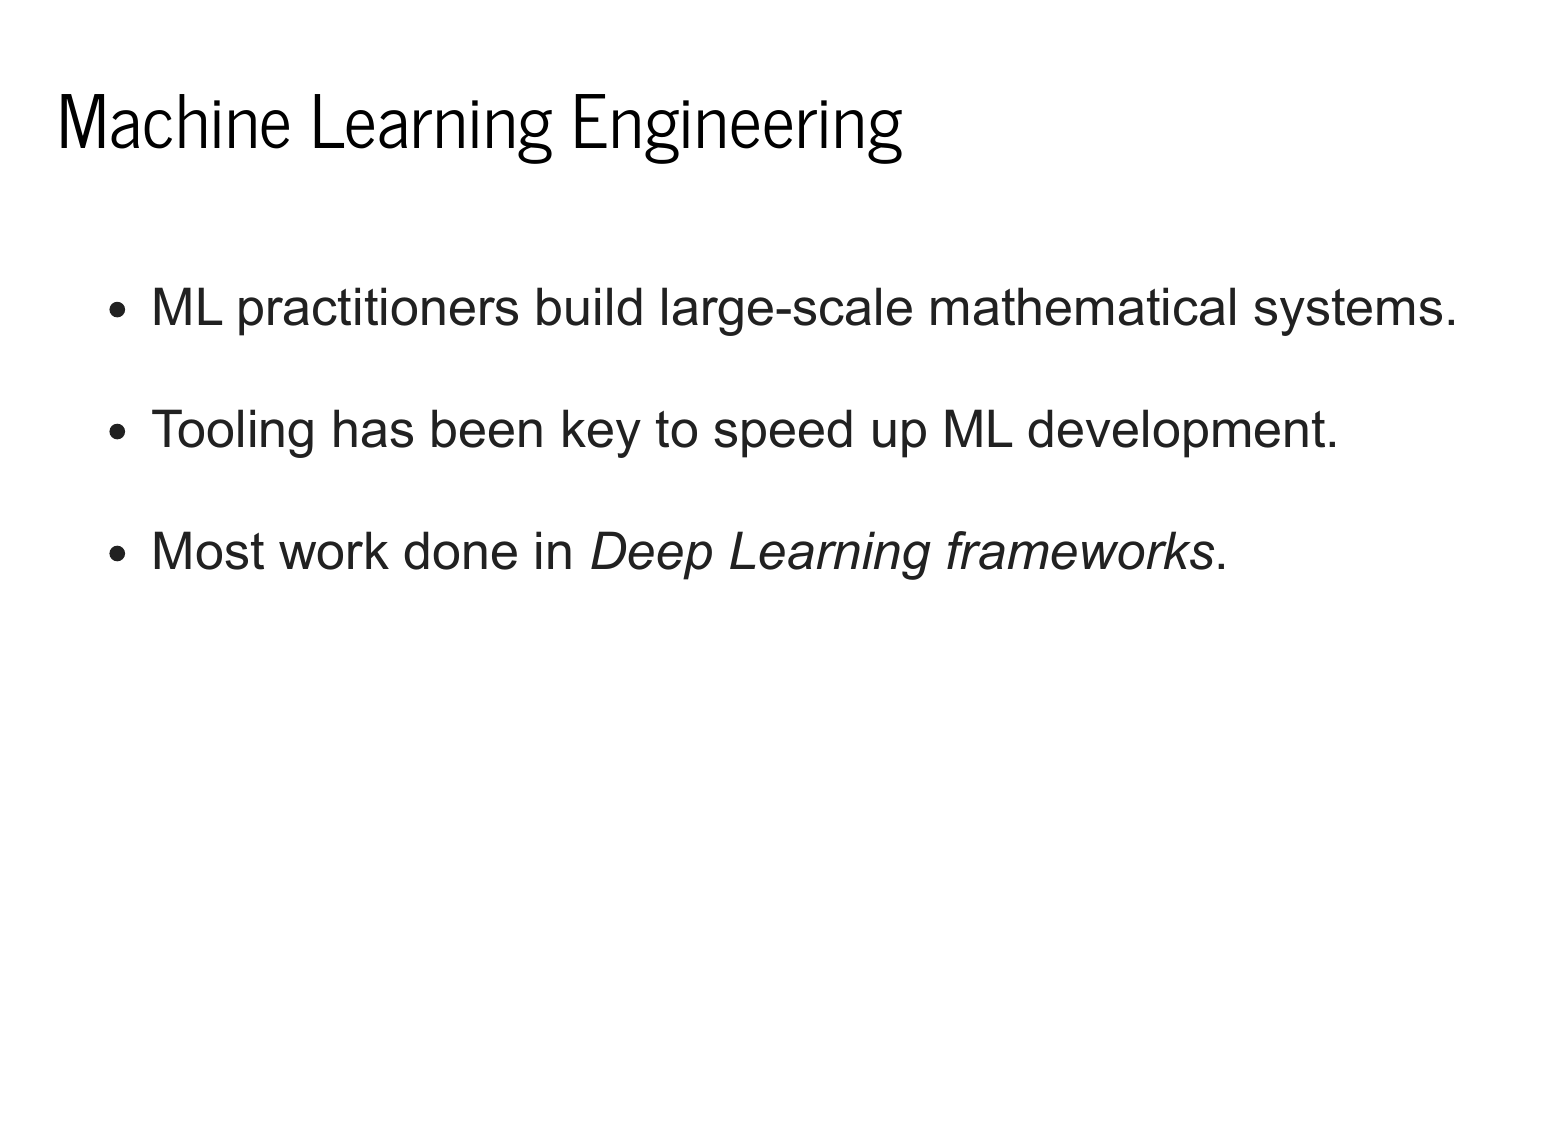 Machine Learning Engineering
• ML practitioners build large-scale mathematical systems.
• Tooling has been key to speed up ML development.
• Most work done in Deep Learning frameworks.